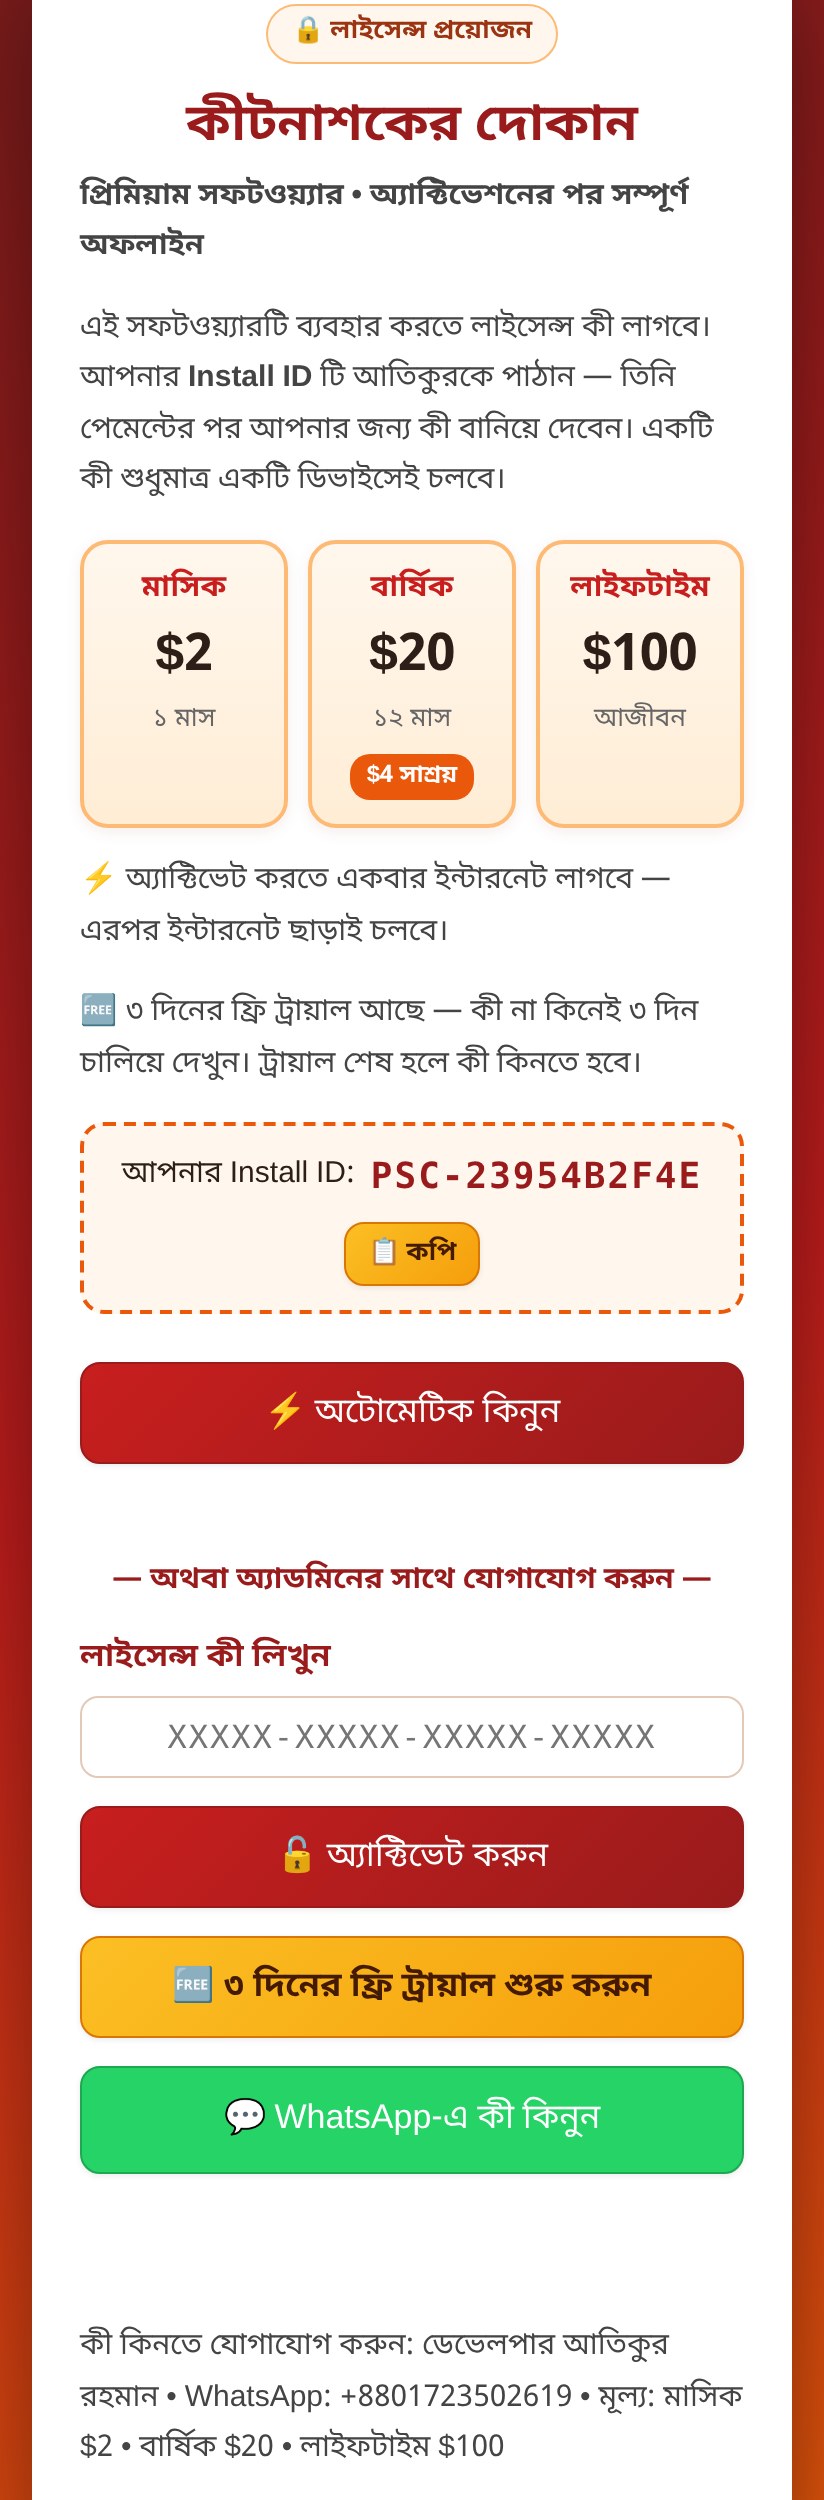 🔒 লাইসেন্স প্রয়োজন
কীটনাশকের দোকান
প্রিমিয়াম সফটওয়্যার • অ্যাক্টিভেশনের পর সম্পূর্ণ
অফলাইন
এই সফটওয়্যারটি ব্যবহার করতে লাইসেন্স কী লাগবে।
আপনার Install ID টি আতিকুরকে পাঠান — তিনি
পেমেন্টের পর আপনার জন্য কী বানিয়ে দেবেন। একটি
কী শুধুমাত্র একটি ডিভাইসেই চলবে।
মাসিক
$2
১ মাস
বার্ষিক
$20
১২ মাস
$4 সাশ্রয়
লাইফটাইম
$100
আজীবন
⚡ অ্যাক্টিভেট করতে একবার ইন্টারনেট লাগবে —
এরপর ইন্টারনেট ছাড়াই চলবে।
🆓 ৩ দিনের ফ্রি ট্রায়াল আছে — কী না কিনেই ৩ দিন
চালিয়ে দেখুন। ট্রায়াল শেষ হলে কী কিনতে হবে।
আপনার Install ID: PSC-23954B2F4E
📋 কপি
⚡ অটোমেটিক কিনুন
— অথবা অ্যাডমিনের সাথে যোগাযোগ করুন —
লাইসেন্স কী লিখুন
XXXXX-XXXXX-XXXXX-XXXXX
🔓 অ্যাক্টিভেট করুন
🆓 ৩ দিনের ফ্রি ট্রায়াল শুরু করুন
💬 WhatsApp-এ কী কিনুন
কী কিনতে যোগাযোগ করুন: ডেভেলপার আতিকুর
রহমান • WhatsApp: +8801723502619 • মূল্য: মাসিক
$2 • বার্ষিক $20 • লাইফটাইম $100